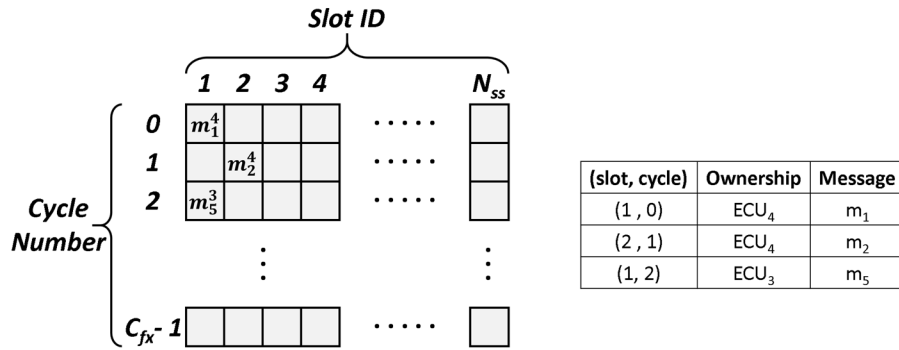 Slot ID
1 2 3 4 ····· N_ss
0 m_1^4 ·····
1 m_2^4 ·····
Cycle Number
2 m_5^3 ·····
C_fx- 1 ·····
(slot, cycle) Ownership Message
(1 , 0) ECU_4 m_1
(2 , 1) ECU_4 m_2
(1, 2) ECU_3 m_5